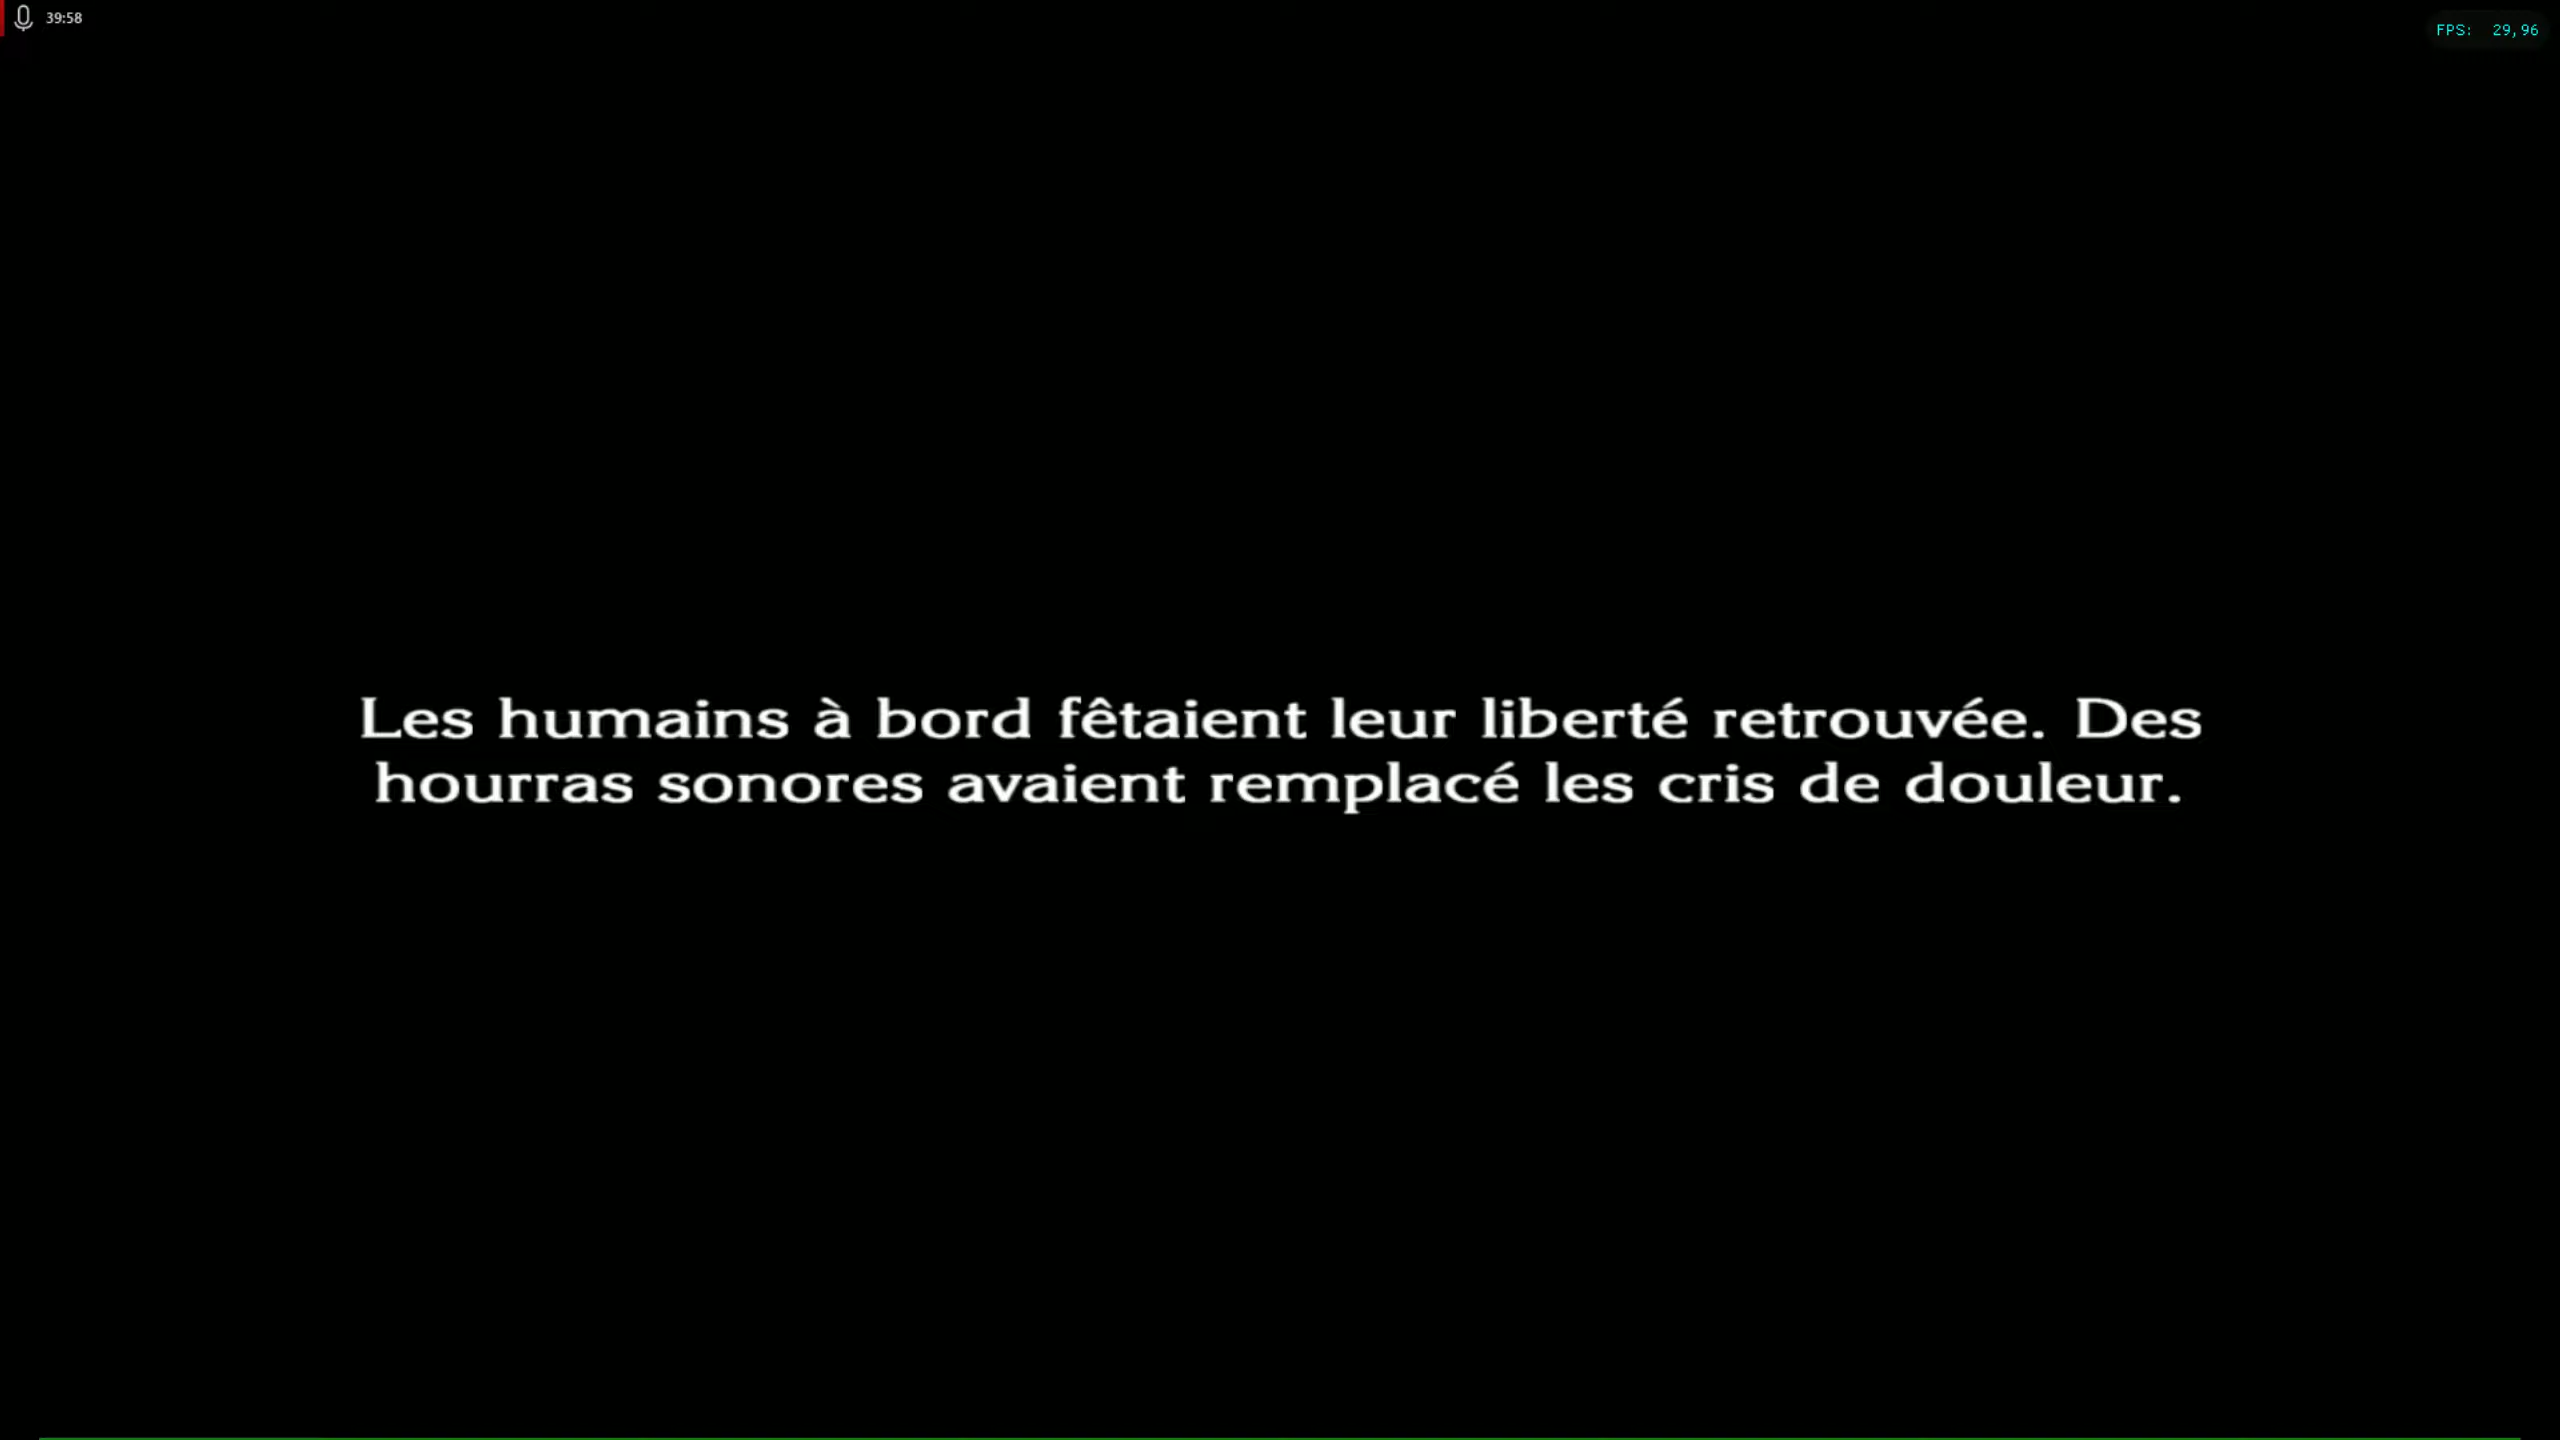 39:58
FPS: 29,96
Les humains à bord fêtaient leur liberté retrouvée. Des
hourras sonores avaient remplacé les cris de douleur.